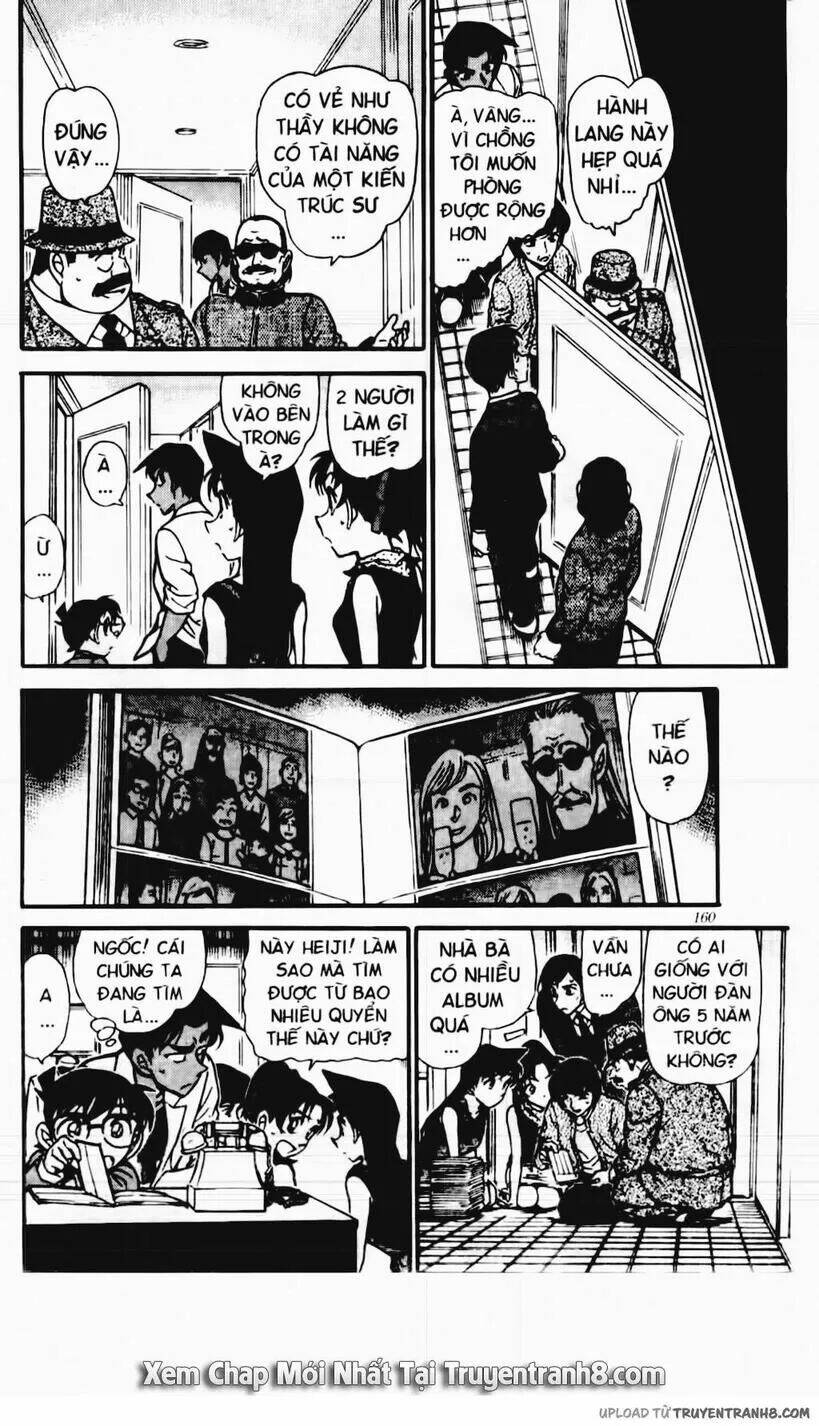 HÀNH
LANG NÀY
HẸP QUÁ
NHỈ...
À, VÂNG...
VÌ CHỒNG
TÔI MUỐN
PHÒNG
ĐƯỢC RỘNG
HƠN
...
CÓ VẺ NHƯ
THẦY KHÔNG
CÓ TÀI NĂNG
CỦA MỘT KIẾN
TRÚC SƯ
...
ĐÚNG
VẬY...
2 NGƯỜI
LÀM GÌ
THẾ?
KHÔNG
VÀO BÊN
TRONG
À?
À
...
Ừ
...
THẾ
NÀO
?
160
CÓ AI
GIỐNG VỚI
NGƯỜI ĐÀN
ÔNG 5 NĂM
TRƯỚC
KHÔNG?
VẪN
CHƯA
...
NHÀ BÀ
CÓ NHIỀU
ALBUM
QUÁ
...
NÀY HEIJI! LÀM
SAO MÀ TÌM
ĐƯỢC TỪ BAO
NHIÊU QUYỂN
THẾ NÀY CHỨ?
NGỐC! CÁI
CHÚNG TA
ĐANG TÌM
LÀ...
A
...
Xem Chap Mới Nhất Tại Truyentranh8.com
UPLOAD TỪ TRUYENTRANH8.COM